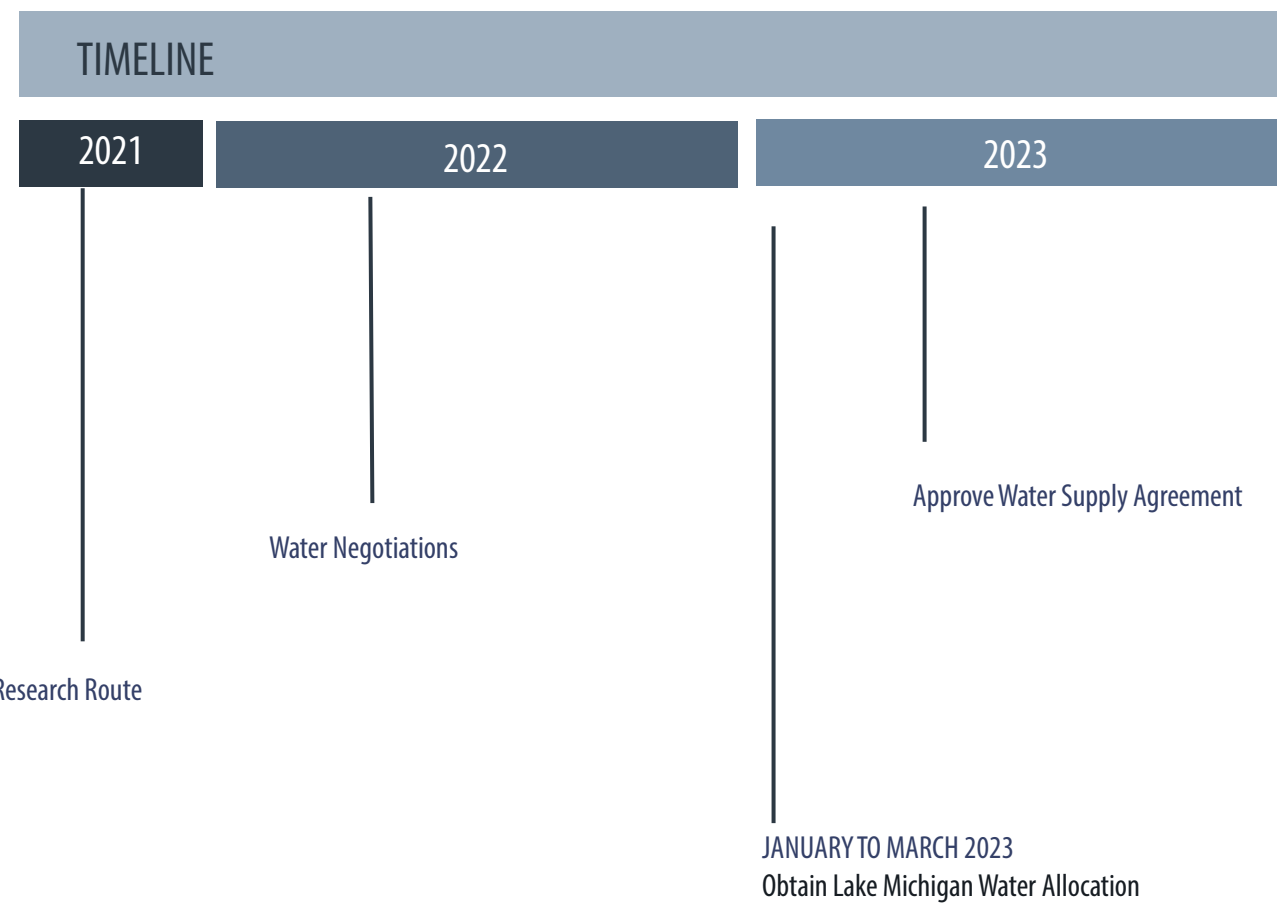 TIMELINE
2021
2022
2023
Approve Water Supply Agreement
Water Negotiations
Research Route
JANUARY TO MARCH 2023
Obtain Lake Michigan Water Allocation